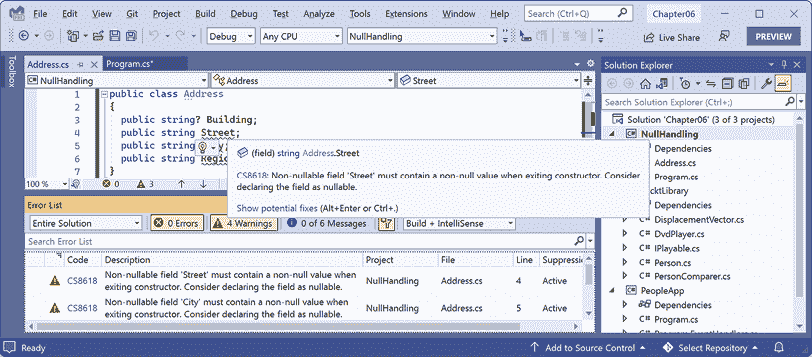 File Edit View Git Project Build Debug Test Analyze Tools Extensions Window Help Search (Ctrl+Q) Chapter06
Debug Any CPU NullHandling Live Share PREVIEW
Toolbox
Address.cs Program.cs*
NullHandling Address Street
1 public class Address
2 {
3 public string? Building;
4 public string Street;
5 public
6 public string Regio
(field) string Address.Street
CS8618: Non-nullable field 'Street' must contain a non-null value when exiting constructor. Consider
declaring the field as nullable.
Show potential fixes (Alt+Enter or Ctrl+.)
100 % 0 3
Error List
Entire Solution 0 Errors 4 Warnings 0 of 6 Messages Build + IntelliSense
Search Error List
Code Description Project File Line Suppressio
CS8618 Non-nullable field 'Street' must contain a non-null value when exiting constructor. Consider declaring the field as nullable. NullHandling Address.cs 4 Active
CS8618 Non-nullable field 'City' must contain a non-null value when exiting constructor. Consider declaring the field as nullable. NullHandling Address.cs 5 Active
Solution Explorer
Search Solution Explorer (Ctrl+;)
Solution 'Chapter06' (3 of 3 projects)
NullHandling
Dependencies
Address.cs
Program.cs
cktLibrary
Dependencies
DisplacementVector.cs
DvdPlayer.cs
IPlayable.cs
Person.cs
PersonComparer.cs
PeopleApp
Dependencies
Program.cs
Ready Add to Source Control Select Repository